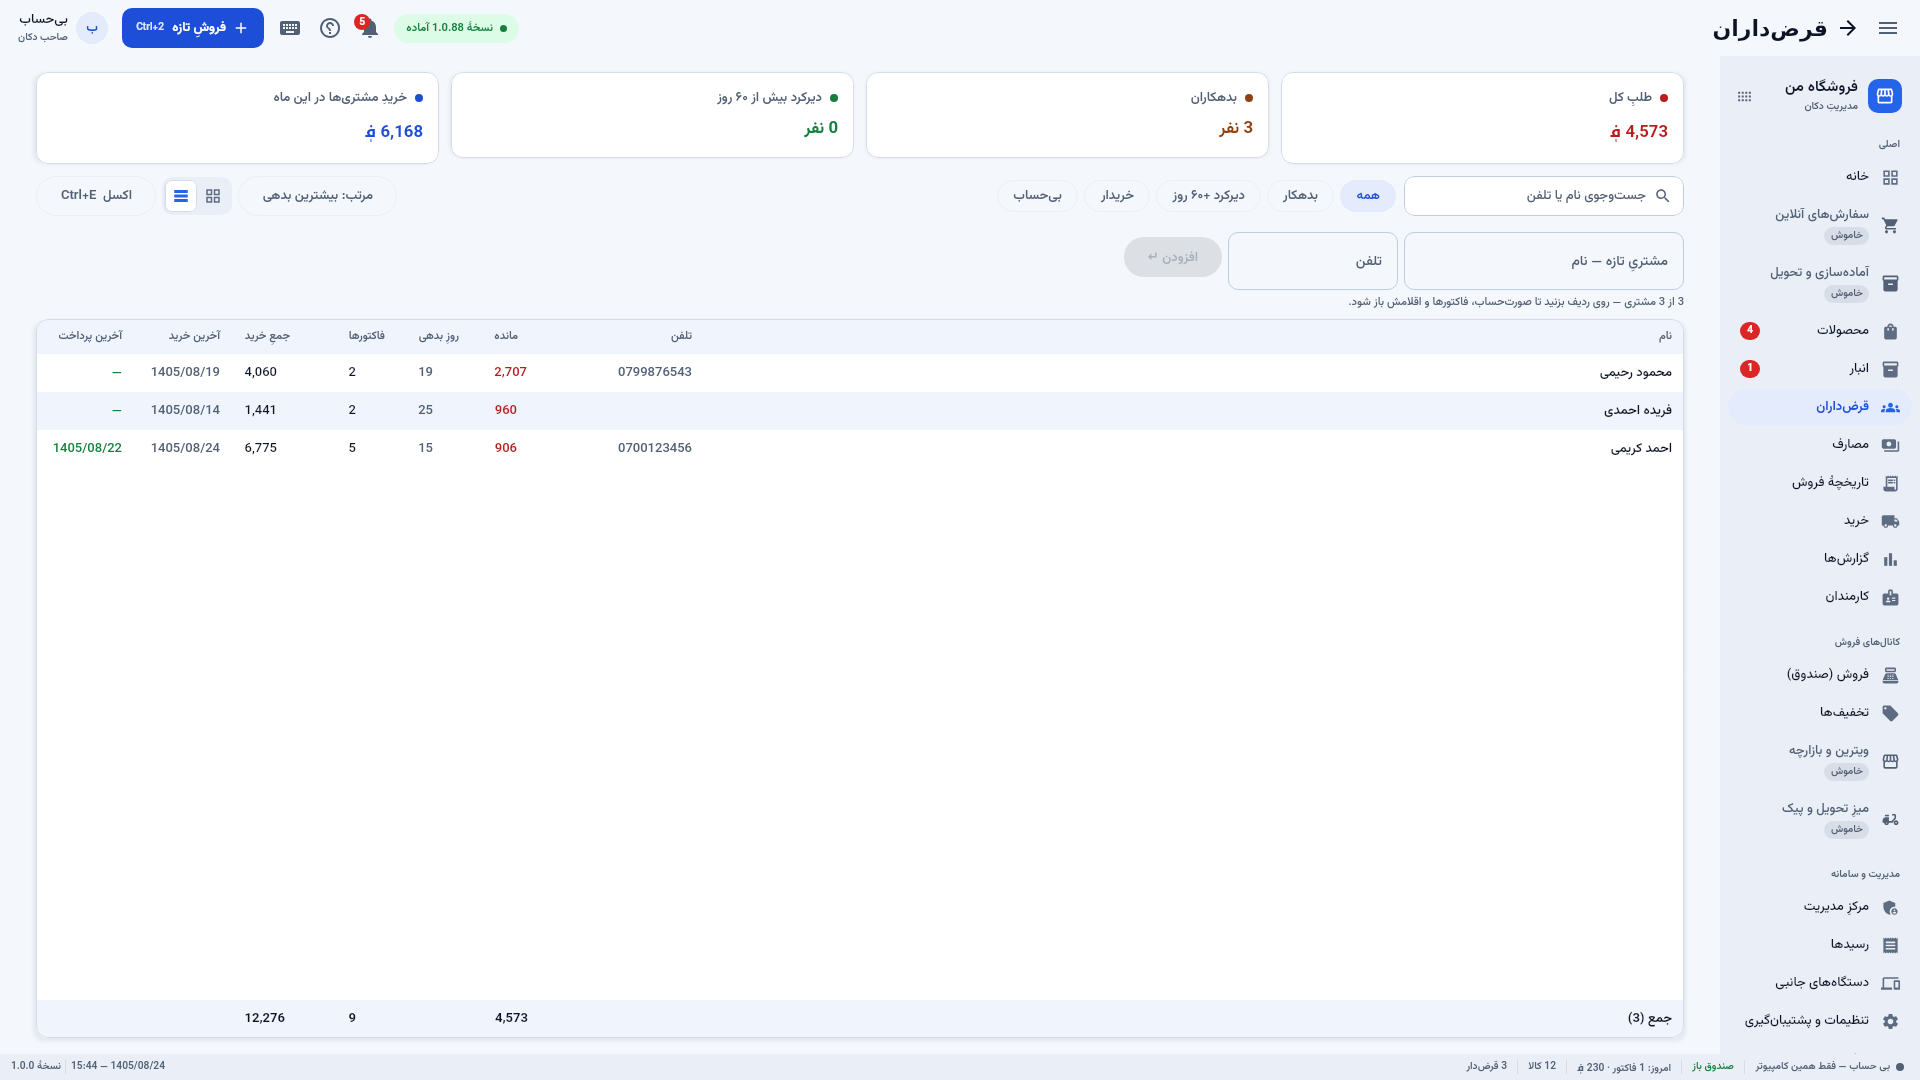 قرض‌داران
نسخهٔ 1.0.88 آماده
5
+ فروشِ تازه Ctrl+2
ب
بی‌حساب
صاحب دکان
فروشگاه من
مدیریتِ دکان
اصلی
خانه
سفارش‌های آنلاین
خاموش
آماده‌سازی و تحویل
خاموش
محصولات 4
انبار 1
قرض‌داران
مصارف
تاریخچهٔ فروش
خرید
گزارش‌ها
کارمندان
کانال‌های فروش
فروش (صندوق)
تخفیف‌ها
ویترین و بازارچه
خاموش
میزِ تحویل و پیک
خاموش
مدیریت و سامانه
مرکزِ مدیریت
رسیدها
دستگاه‌های جانبی
تنظیمات و پشتیبان‌گیری
طلبِ کل
4,573 ؋
بدهکاران
3 نفر
دیرکرد بیش از ۶۰ روز
0 نفر
خریدِ مشتری‌ها در این ماه
6,168 ؋
جست‌وجوی نام یا تلفن
همه بدهکار دیرکرد +۶۰ روز خریدار بی‌حساب
مرتب: بیشترین بدهی
اکسل Ctrl+E
مشتریِ تازه — نام
تلفن
افزودن ↵
3 از 3 مشتری — روی ردیف بزنید تا صورت‌حساب، فاکتورها و اقلامش باز شود.
نام تلفن مانده روزِ بدهی فاکتورها جمعِ خرید آخرین خرید آخرین پرداخت
محمود رحیمی 0799876543 2,707 19 2 4,060 1405/08/19 —
فریده احمدی 960 25 2 1,441 1405/08/14 —
احمد کریمی 0700123456 906 15 5 6,775 1405/08/24 1405/08/22
جمع (3) 4,573 9 12,276
بی حساب — فقط همین کامپیوتر
صندوق باز
امروز: 1 فاکتور · 230 ؋
12 کالا
3 قرض‌دار
1405/08/24 — 15:44
نسخهٔ 1.0.0